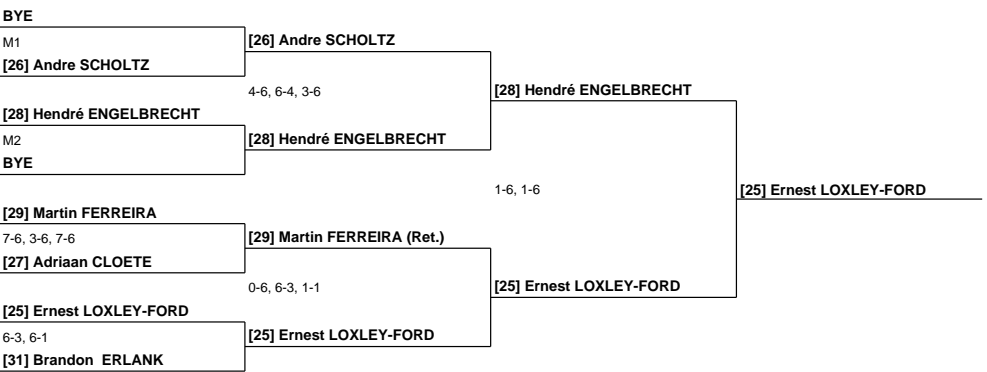 BYE
M1
[26] Andre SCHOLTZ
[26] Andre SCHOLTZ
4-6, 6-4, 3-6
[28] Hendré ENGELBRECHT
[28] Hendré ENGELBRECHT
M2
[28] Hendré ENGELBRECHT
BYE
1-6, 1-6
[25] Ernest LOXLEY-FORD
[29] Martin FERREIRA
7-6, 3-6, 7-6
[29] Martin FERREIRA (Ret.)
[27] Adriaan CLOETE
0-6, 6-3, 1-1
[25] Ernest LOXLEY-FORD
[25] Ernest LOXLEY-FORD
6-3, 6-1
[25] Ernest LOXLEY-FORD
[31] Brandon  ERLANK